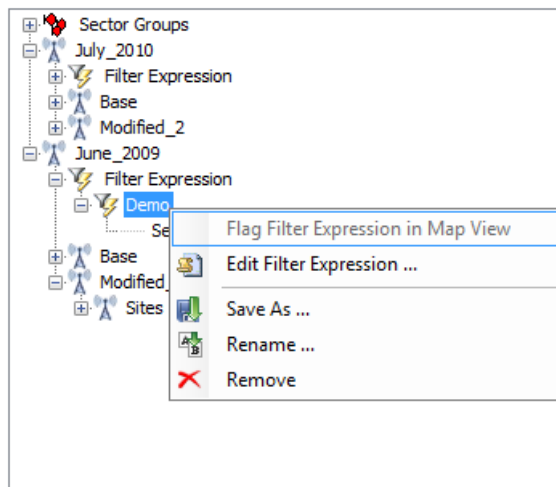 Sector Groups
July_2010
Filter Expression
Base
Modified_2
June_2009
Filter Expression
Demo
Flag Filter Expression in Map View
Base
Edit Filter Expression ...
Modified_
Sites
Save As ...
Rename ...
Remove